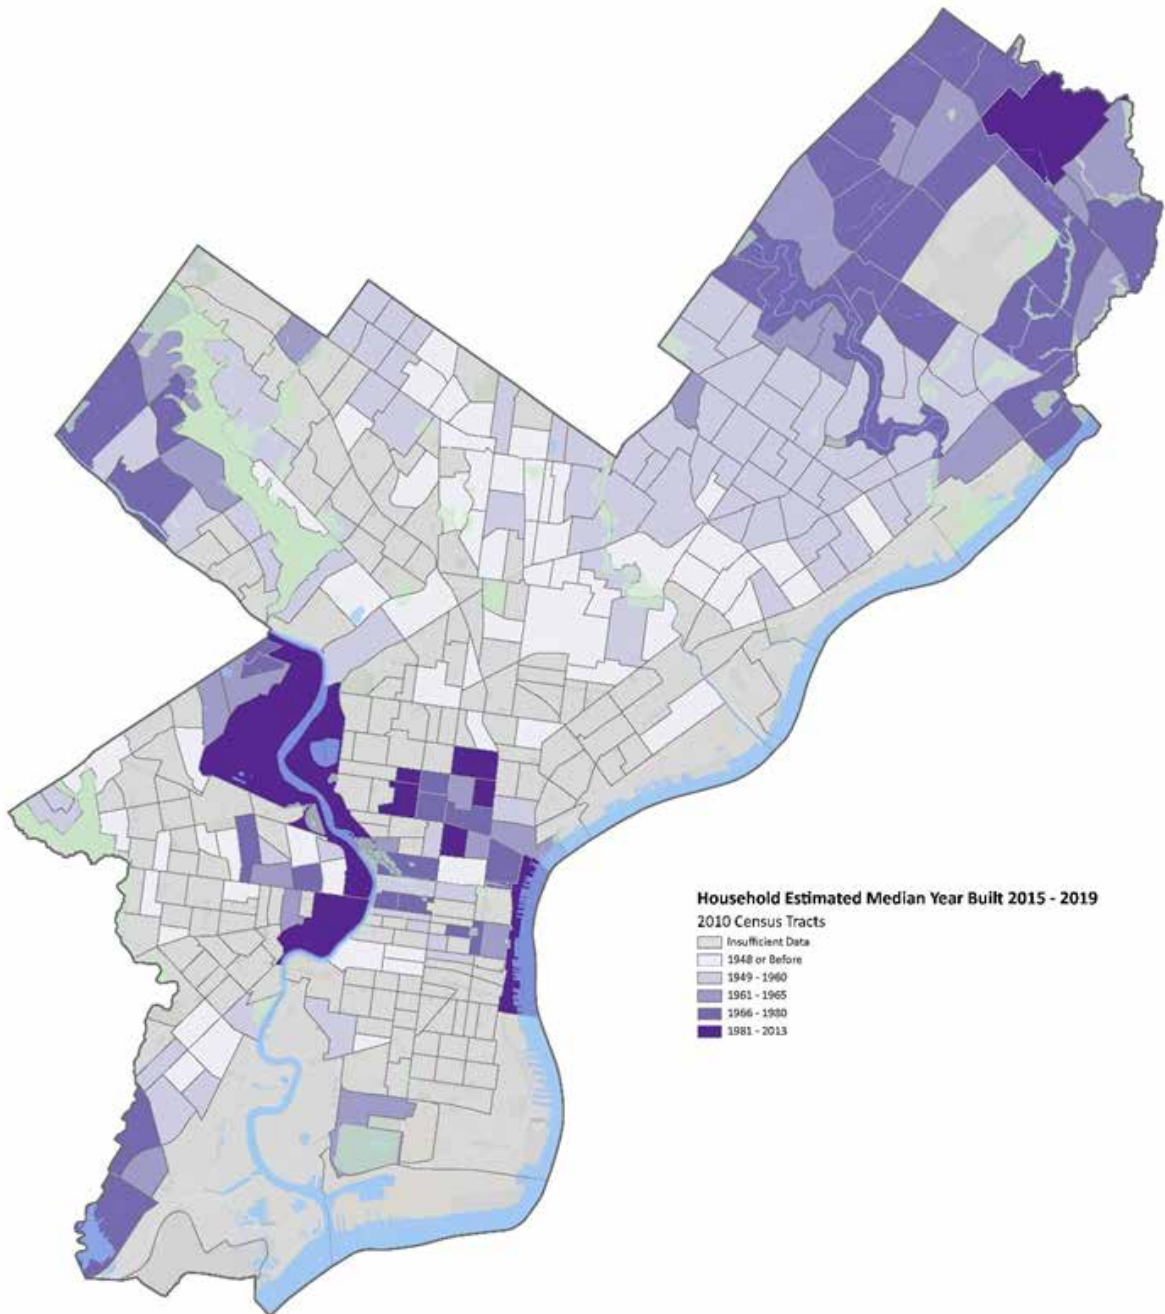 Household Estimated Median Year Built 2015 - 2019
2010 Census Tracts
Insufficient Data
1948 or Before
1949 - 1960
1961 - 1965
1966 - 1980
1981 - 2013